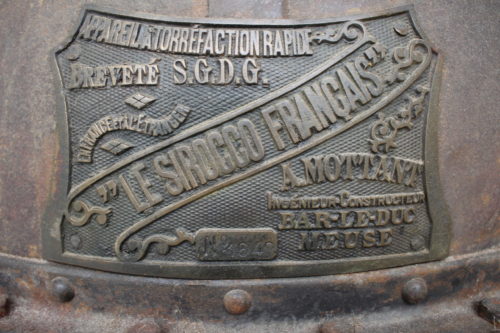 APPAREIL À TORRÉFACTION RAPIDE
BREVETÉ S.G.D.G.
EN FRANCE ET À L'ÉTRANGER
"LE SIROCCO FRANÇAIS"
A. MOTTANT
INGÉNIEUR-CONSTRUCTEUR
BAR-LE-DUC
MEUSE